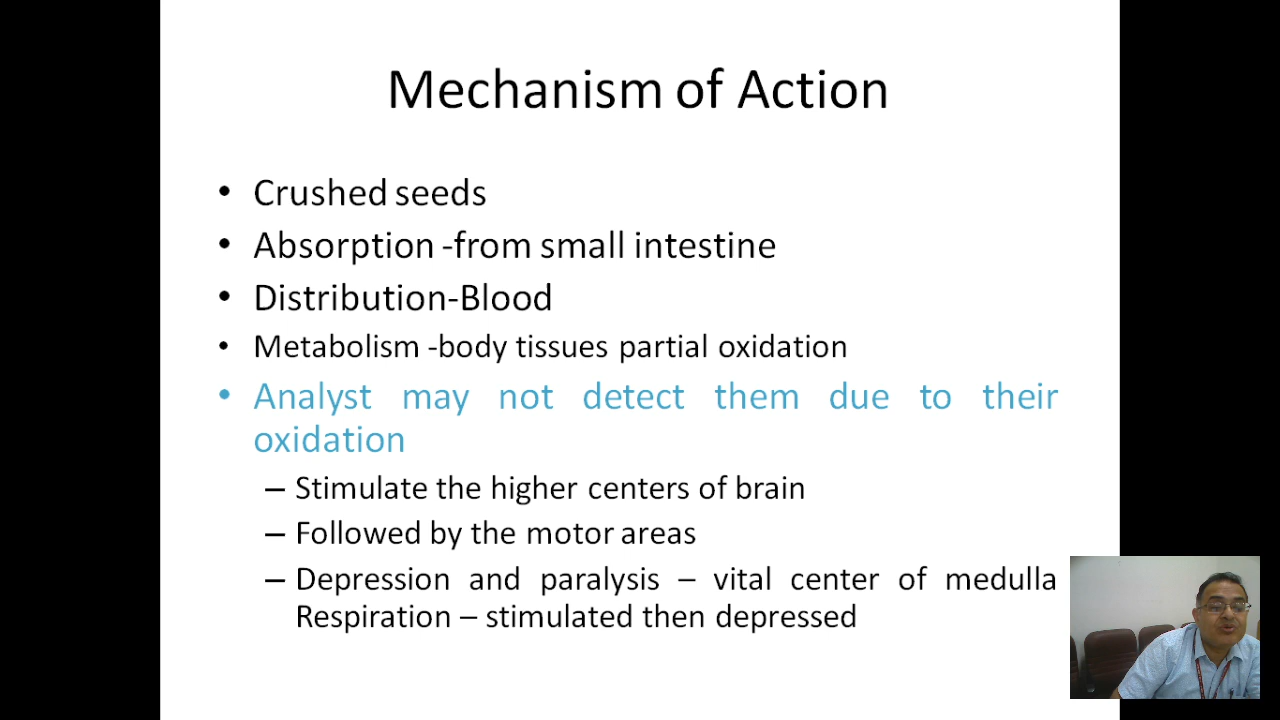 Mechanism of Action
• Crushed seeds
• Absorption -from small intestine
• Distribution-Blood
• Metabolism -body tissues partial oxidation
• Analyst may not detect them due to their
oxidation
– Stimulate the higher centers of brain
– Followed by the motor areas
– Depression and paralysis – vital center of medulla
Respiration – stimulated then depressed